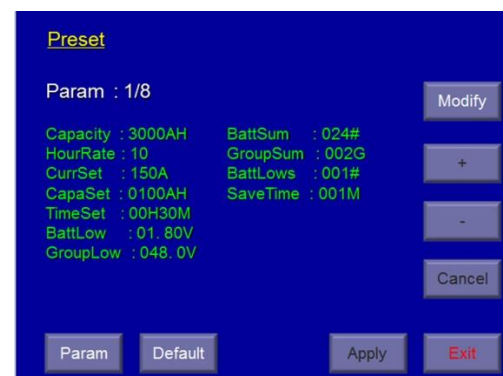 Preset
Param : 1/8
Capacity : 3000AH
HourRate : 10
CurrSet : 150A
CapaSet : 0100AH
TimeSet : 00H30M
BattLow : 01. 80V
GroupLow : 048. 0V
BattSum : 024#
GroupSum : 002G
BattLows : 001#
SaveTime : 001M
Modify
+
-
Cancel
Param
Default
Apply
Exit